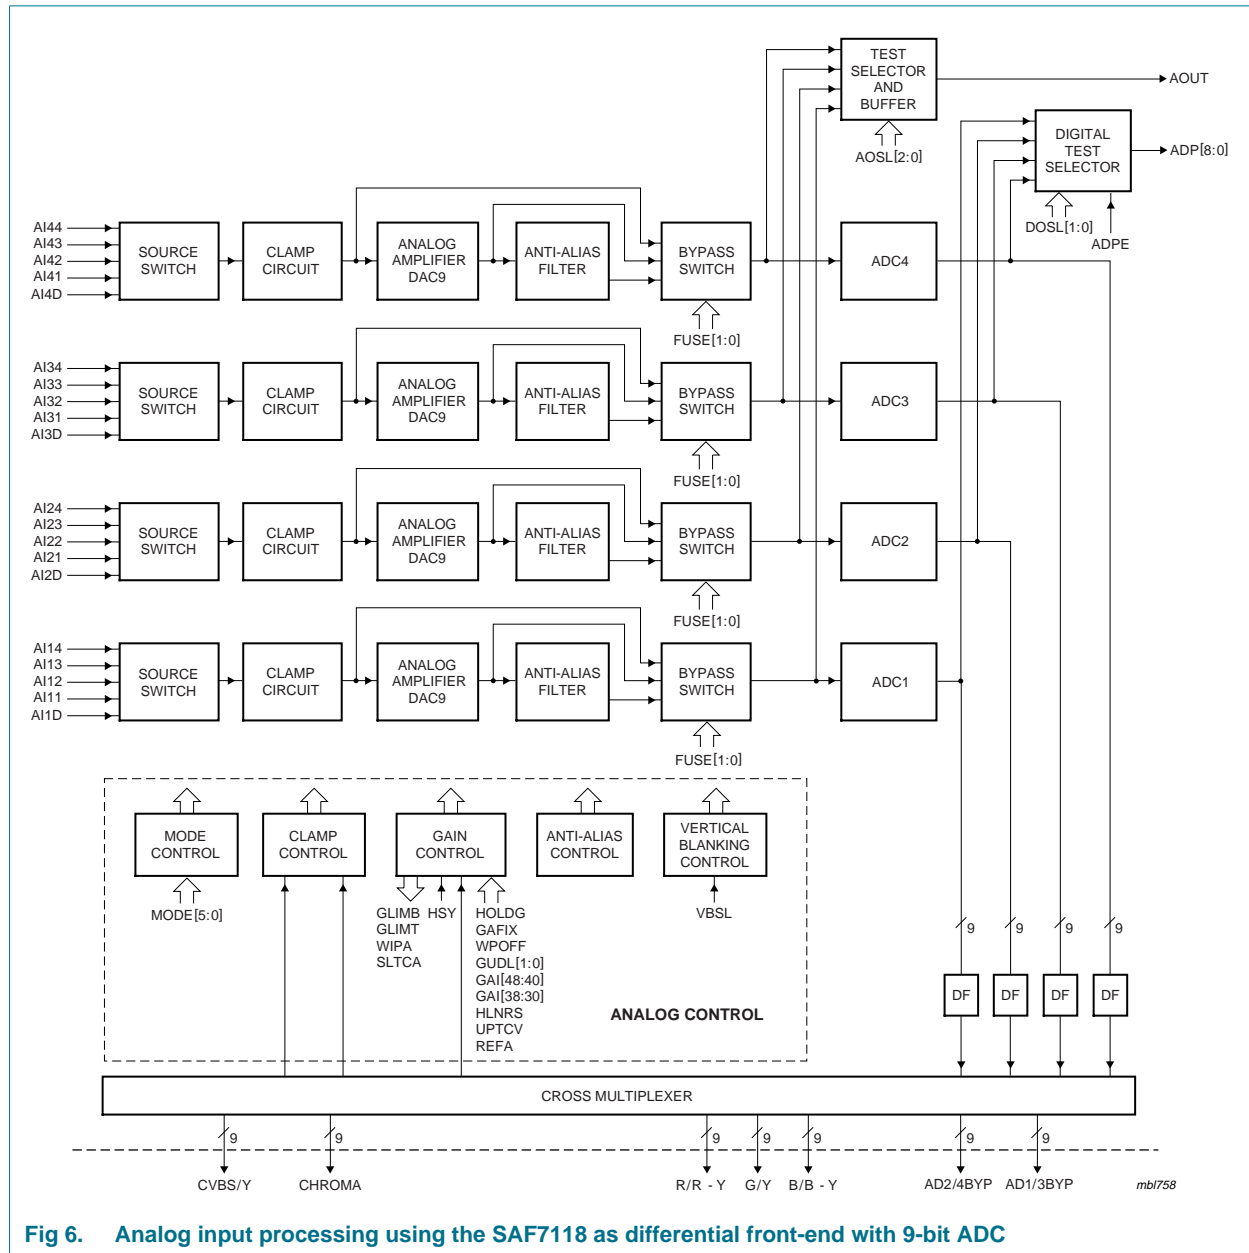 TEST
SELECTOR
AND
BUFFER
AOUT
AOSL[2:0]
DIGITAL
TEST
SELECTOR
ADP[8:0]
DOSL[1:0]
ADPE
AI44
AI43
AI42
AI41
AI4D
SOURCE
SWITCH
CLAMP
CIRCUIT
ANALOG
AMPLIFIER
DAC9
ANTI-ALIAS
FILTER
BYPASS
SWITCH
FUSE[1:0]
ADC4
AI34
AI33
AI32
AI31
AI3D
SOURCE
SWITCH
CLAMP
CIRCUIT
ANALOG
AMPLIFIER
DAC9
ANTI-ALIAS
FILTER
BYPASS
SWITCH
FUSE[1:0]
ADC3
AI24
AI23
AI22
AI21
AI2D
SOURCE
SWITCH
CLAMP
CIRCUIT
ANALOG
AMPLIFIER
DAC9
ANTI-ALIAS
FILTER
BYPASS
SWITCH
FUSE[1:0]
ADC2
AI14
AI13
AI12
AI11
AI1D
SOURCE
SWITCH
CLAMP
CIRCUIT
ANALOG
AMPLIFIER
DAC9
ANTI-ALIAS
FILTER
BYPASS
SWITCH
FUSE[1:0]
ADC1
MODE
CONTROL
MODE[5:0]
CLAMP
CONTROL
GAIN
CONTROL
GLIMB
GLIMT
WIPA
SLTCA
HSY
HOLDG
GAFIX
WPOFF
GUDL[1:0]
GAI[48:40]
GAI[38:30]
HLNRS
UPTCV
REFA
ANTI-ALIAS
CONTROL
VERTICAL
BLANKING
CONTROL
VBSL
ANALOG CONTROL
9
9
9
9
DF
DF
DF
DF
CROSS MULTIPLEXER
9
9
9
9
9
9
9
CVBS/Y
CHROMA
R/R - Y
G/Y
B/B - Y
AD2/4BYP
AD1/3BYP
mbl758
Fig 6. Analog input processing using the SAF7118 as differential front-end with 9-bit ADC